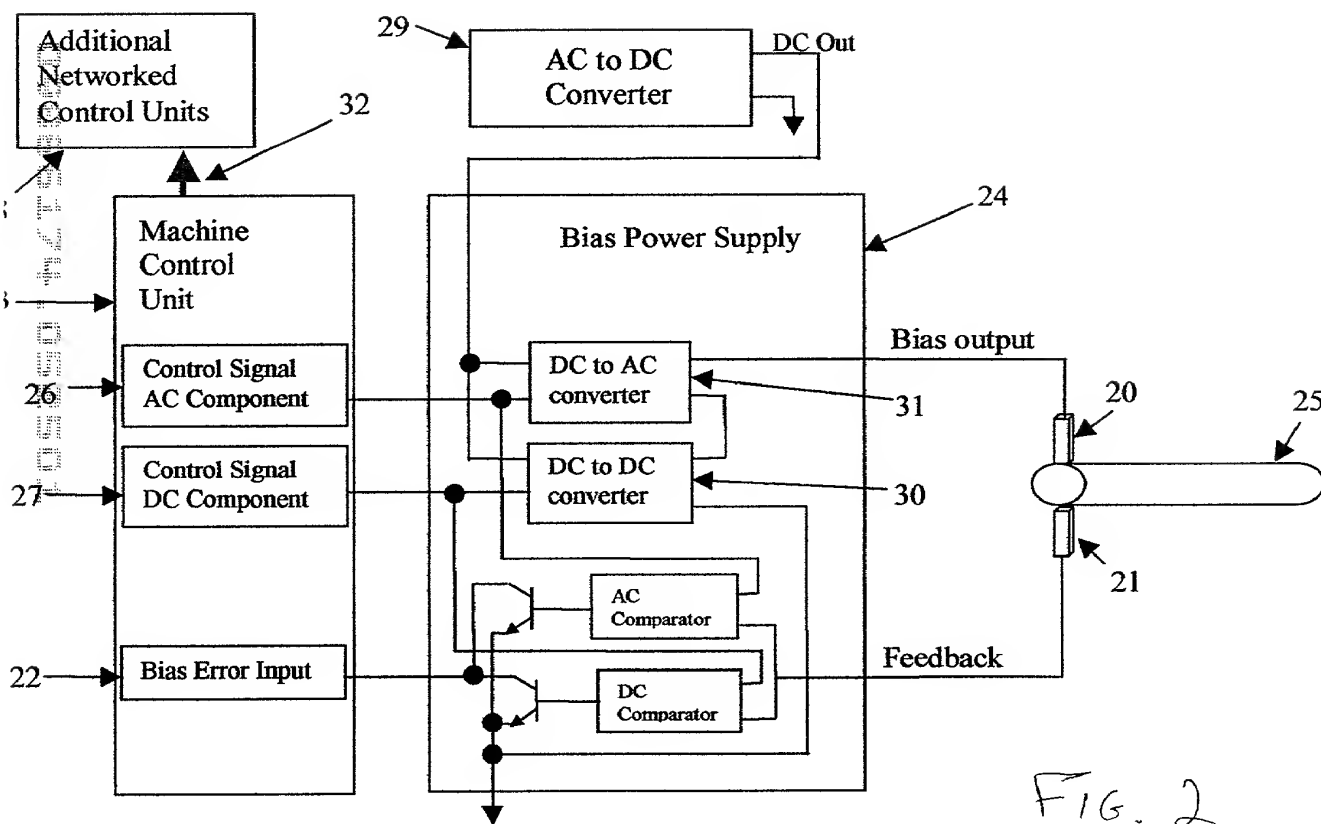 Additional
Networked
Control Units
32
29
AC to DC
Converter
DC Out
24
Machine
Control
Unit
Bias Power Supply
26
Control Signal
AC Component
DC to AC
converter
31
Bias output
20
25
27
Control Signal
DC Component
DC to DC
converter
30
21
AC
Comparator
22
Bias Error Input
DC
Comparator
Feedback
FIG. 2